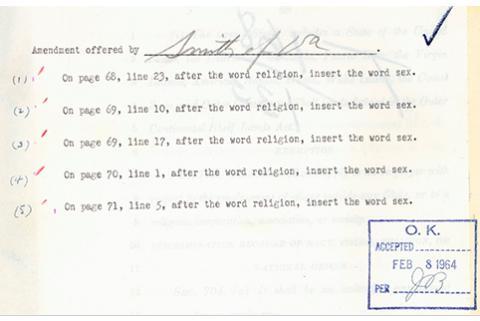 Amendment offered by Smith of Va.
(1) On page 68, line 23, after the word religion, insert the word sex.
(2) On page 69, line 10, after the word religion, insert the word sex.
(3) On page 69, line 17, after the word religion, insert the word sex.
(4) On page 70, line 1, after the word religion, insert the word sex.
(5) On page 71, line 5, after the word religion, insert the word sex.
O. K.
ACCEPTED
FEB 8 1964
PER JB